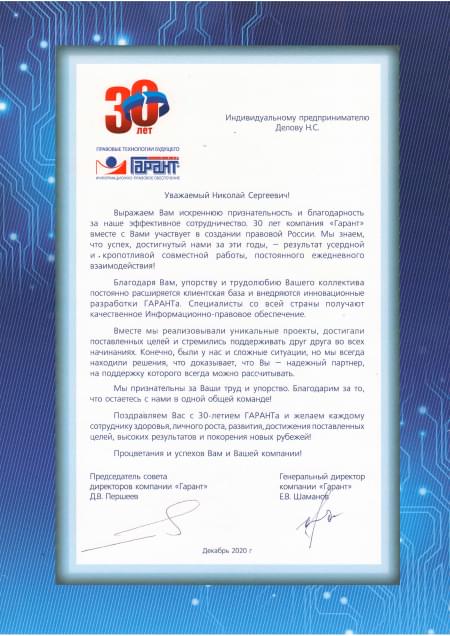 30
лет
ПРАВОВЫЕ ТЕХНОЛОГИИ БУДУЩЕГО
ГАРАНТ
ИНФОРМАЦИОННО-ПРАВОВОЕ ОБЕСПЕЧЕНИЕ
Индивидуальному предпринимателю
Делову Н.С.
Уважаемый Николай Сергеевич!
Выражаем Вам искреннюю признательность и благодарность
за наше эффективное сотрудничество. 30 лет компания «Гарант»
вместе с Вами участвует в создании правовой России. Мы знаем,
что успех, достигнутый нами за эти годы, – результат усердной
и кропотливой совместной работы, постоянного ежедневного
взаимодействия!
Благодаря Вам, упорству и трудолюбию Вашего коллектива
постоянно расширяется клиентская база и внедряются инновационные
разработки ГАРАНТа. Специалисты со всей страны получают
качественное Информационно-правовое обеспечение.
Вместе мы реализовывали уникальные проекты, достигали
поставленных целей и стремились поддерживать друг друга во всех
начинаниях. Конечно, были у нас и сложные ситуации, но мы всегда
находили решения, что доказывает, что Вы – надежный партнер,
на поддержку которого всегда можно рассчитывать.
Мы признательны за Ваши труд и упорство. Благодарим за то,
что остаетесь с нами в одной общей команде!
Поздравляем Вас с 30-летием ГАРАНТа и желаем каждому
сотруднику здоровья, личного роста, развития, достижения поставленных
целей, высоких результатов и покорения новых рубежей!
Процветания и успехов Вам и Вашей компании!
Председатель совета
директоров компании «Гарант»
Д.В. Першеев
Генеральный директор
компании «Гарант»
Е.В. Шаманов
Декабрь 2020 г